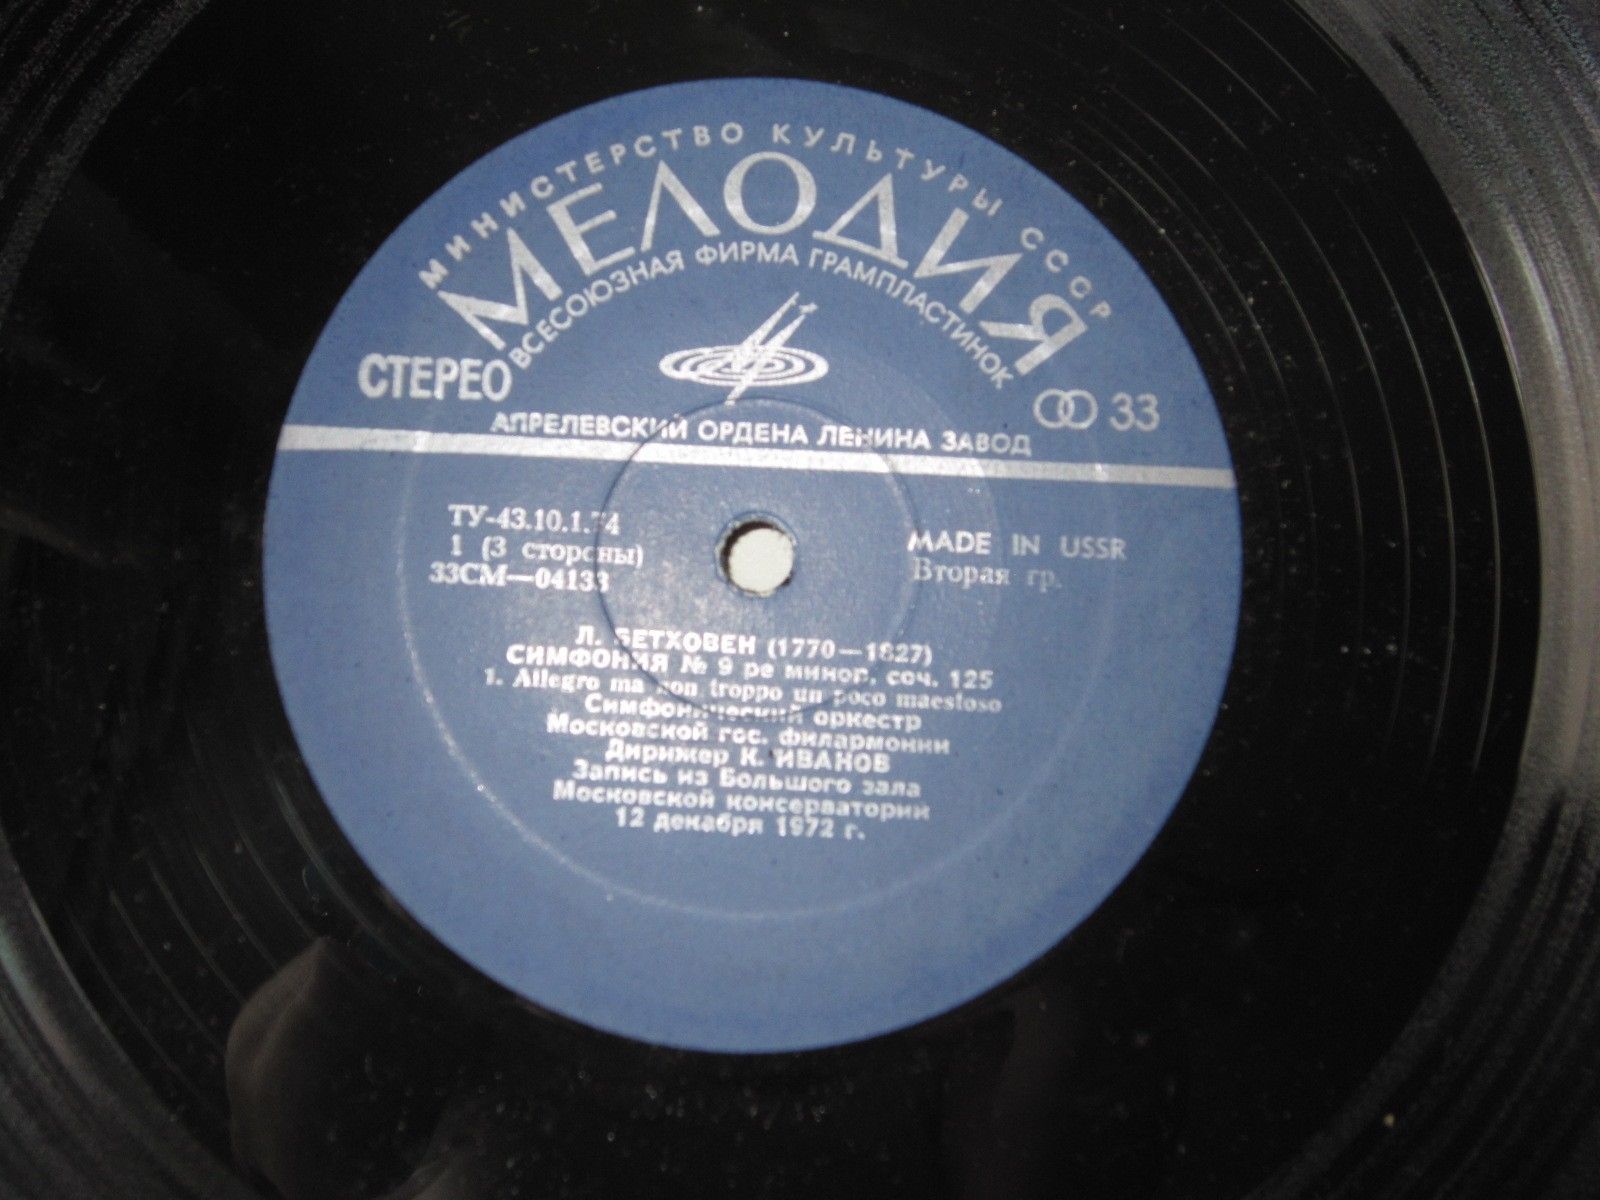 МИНИСТЕРСТВО КУЛЬТУРЫ СССР
МЕЛОДИЯ
ВСЕСОЮЗНАЯ ФИРМА ГРАМПЛАСТИНОК
СТЕРЕО
33
АПРЕЛЕВСКИЙ ОРДЕНА ЛЕНИНА ЗАВОД
ТУ-43.10.1.74
1 (3 стороны)
33СМ—04133
MADE IN USSR
Вторая гр.
Л. БЕТХОВЕН (1770—1827)
СИМФОНИЯ № 9 ре минор, соч. 125
1. Allegro ma non troppo un poco maestoso
Симфонический оркестр
Московской гос. филармонии
Дирижер К. ИВАНОВ
Запись из Большого зала
Московской консерватории
12 декабря 1972 г.